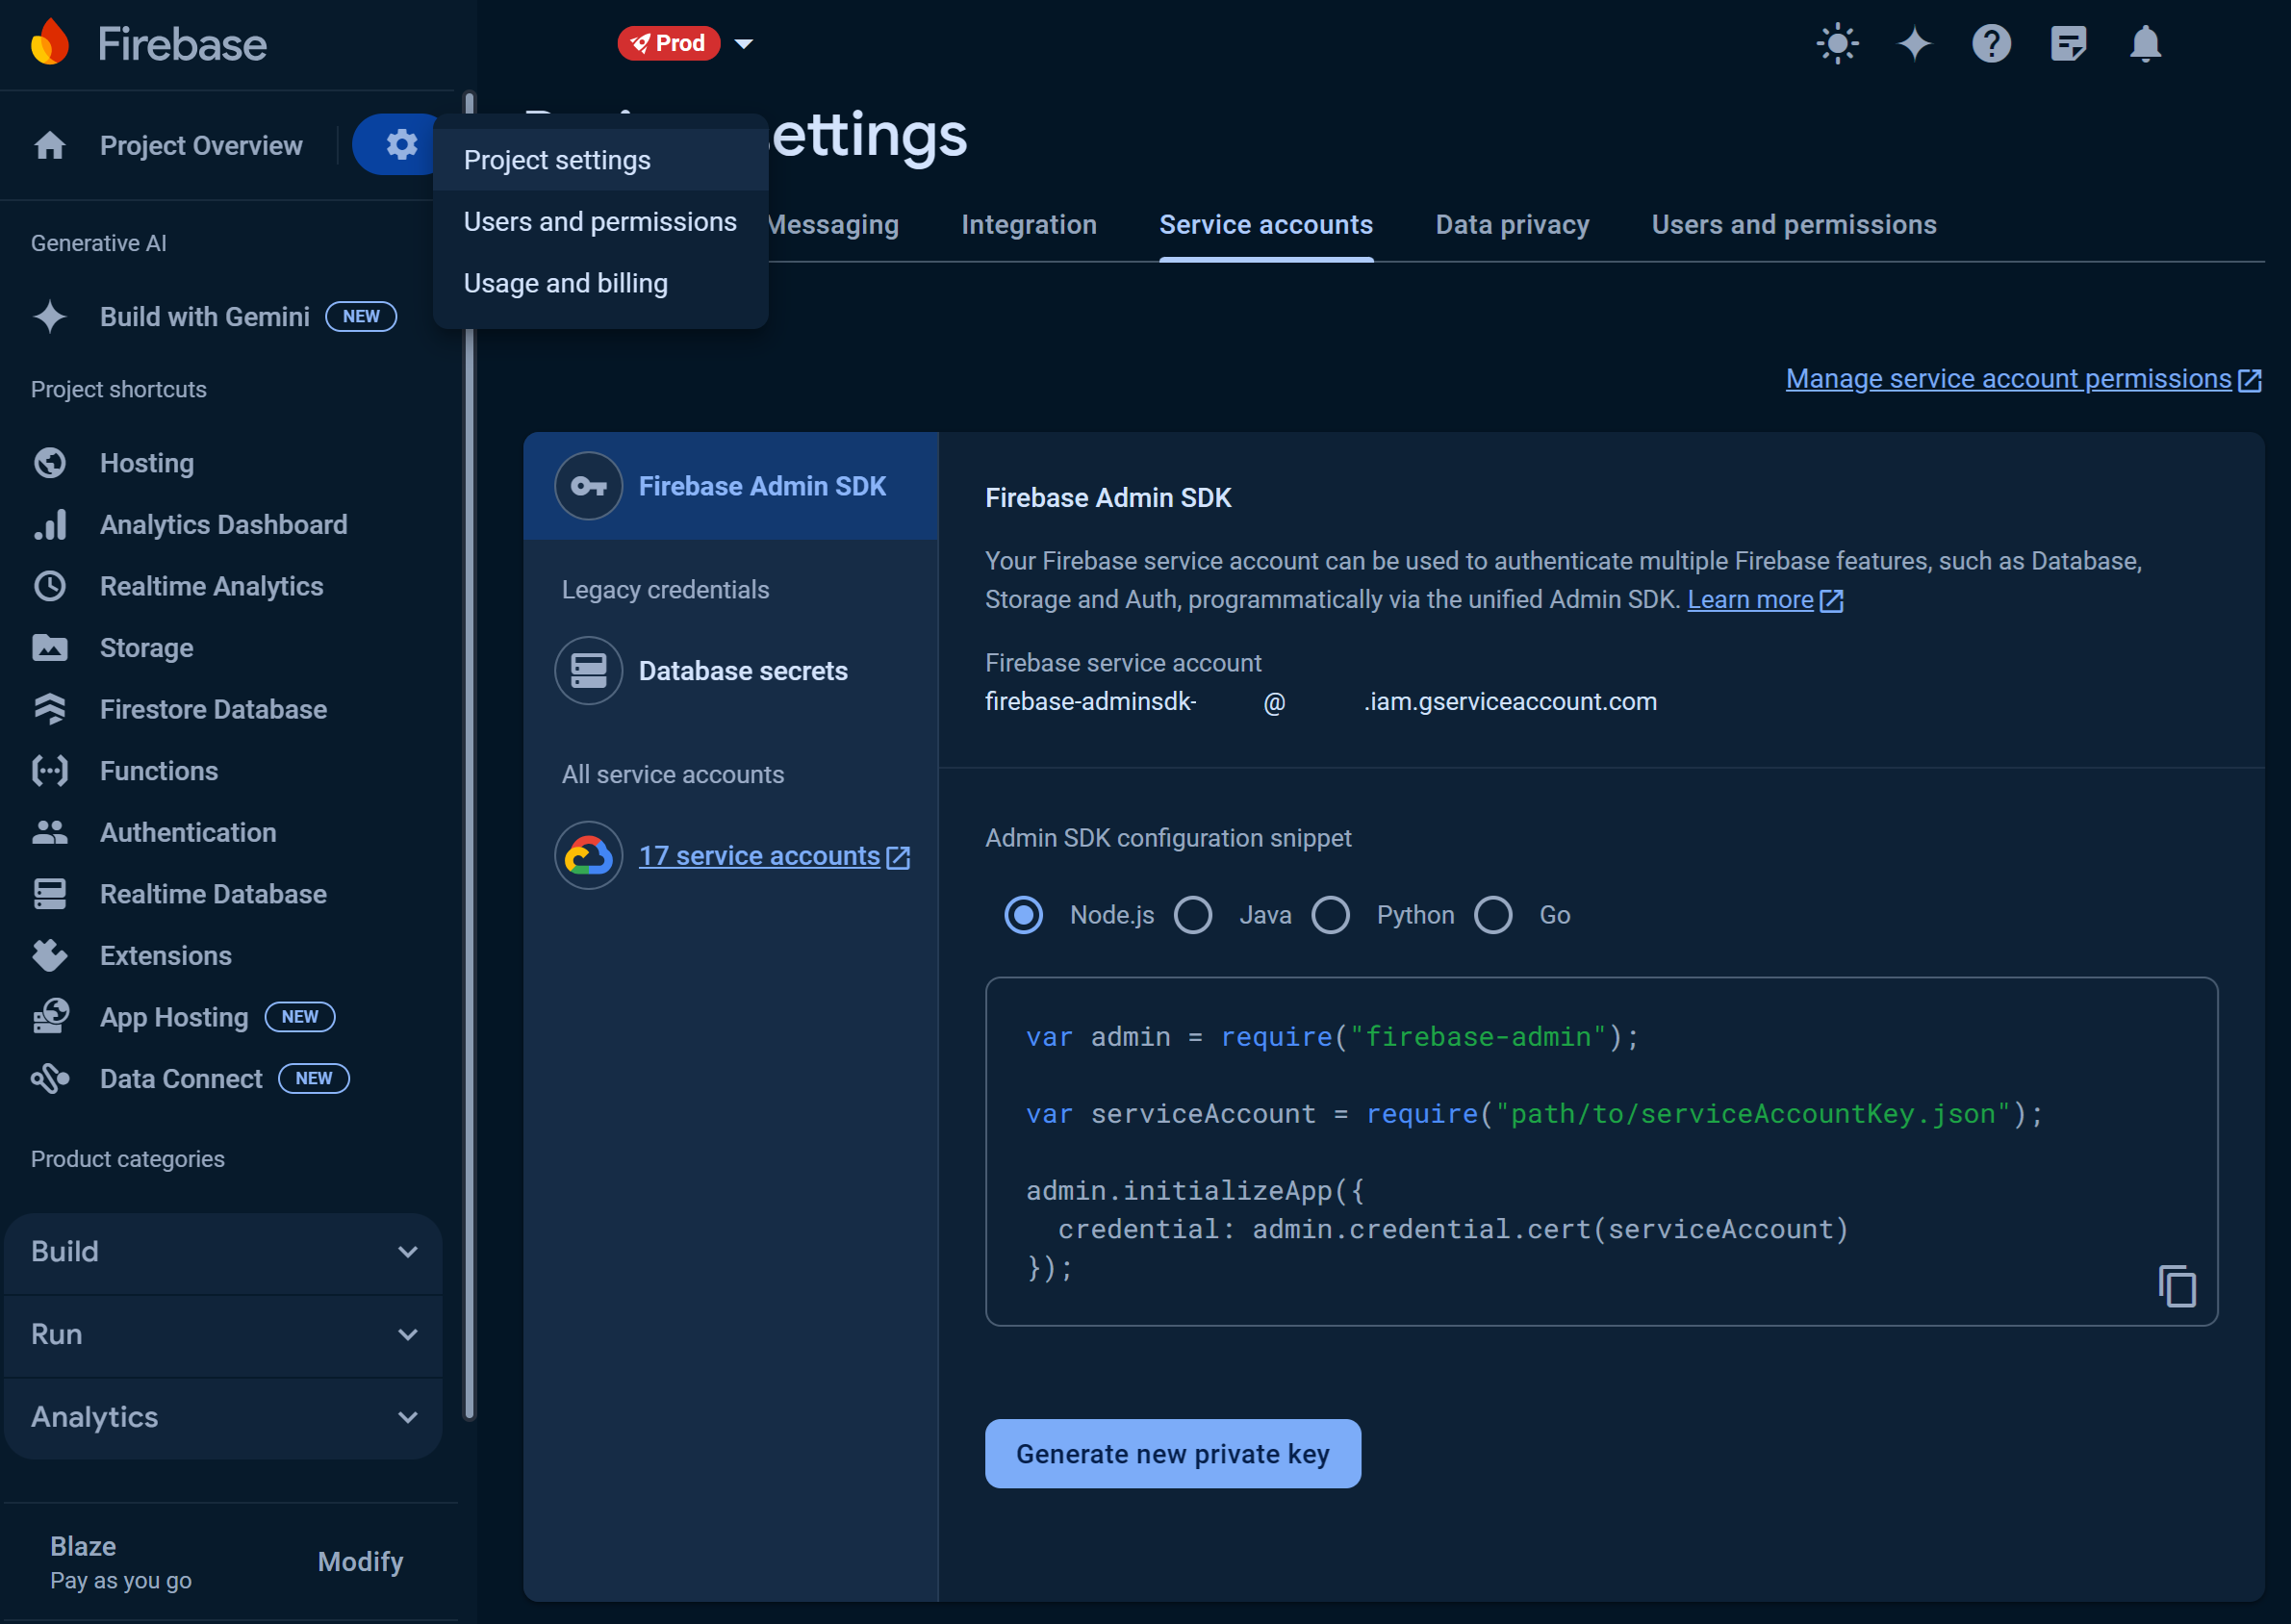 Firebase
Prod
Project Overview
Project settings
Users and permissions
Usage and billing
ettings
Messaging
Integration
Service accounts
Data privacy
Users and permissions
Generative AI
Build with Gemini NEW
Project shortcuts
Hosting
Analytics Dashboard
Realtime Analytics
Storage
Firestore Database
Functions
Authentication
Realtime Database
Extensions
App Hosting NEW
Data Connect NEW
Product categories
Build
Run
Analytics
Blaze
Pay as you go
Modify
Manage service account permissions
Firebase Admin SDK
Legacy credentials
Database secrets
All service accounts
17 service accounts
Firebase Admin SDK
Your Firebase service account can be used to authenticate multiple Firebase features, such as Database,
Storage and Auth, programmatically via the unified Admin SDK. Learn more
Firebase service account
firebase-adminsdk- @ .iam.gserviceaccount.com
Admin SDK configuration snippet
Node.js Java Python Go
var admin = require("firebase-admin");
var serviceAccount = require("path/to/serviceAccountKey.json");
admin.initializeApp({
credential: admin.credential.cert(serviceAccount)
});
Generate new private key